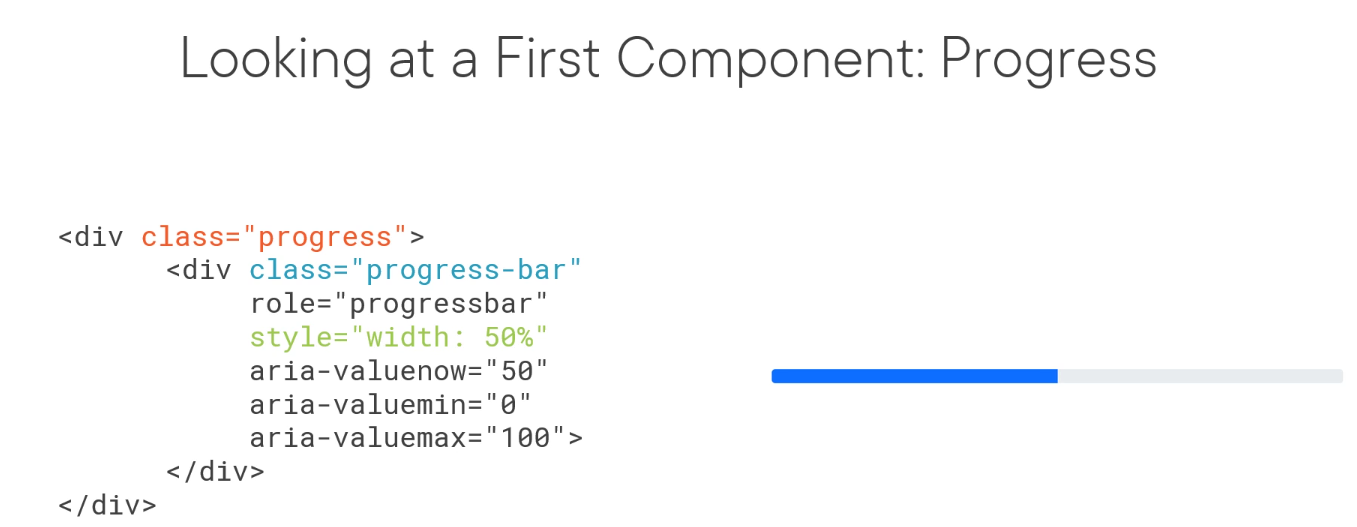 Looking at a First Component: Progress
<div class="progress">
<div class="progress-bar"
role="progressbar"
style="width: 50%"
aria-valuenow="50"
aria-valuemin="0"
aria-valuemax="100">
</div>
</div>